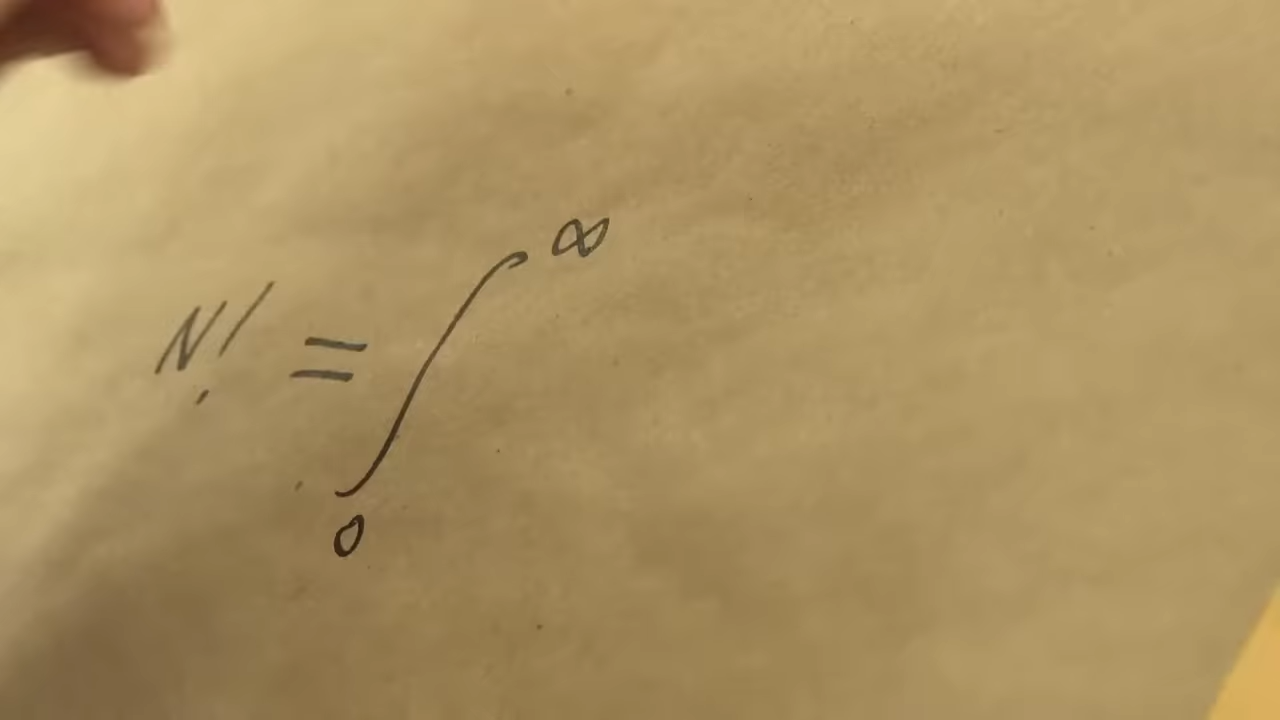 N! = ∫₀^∞